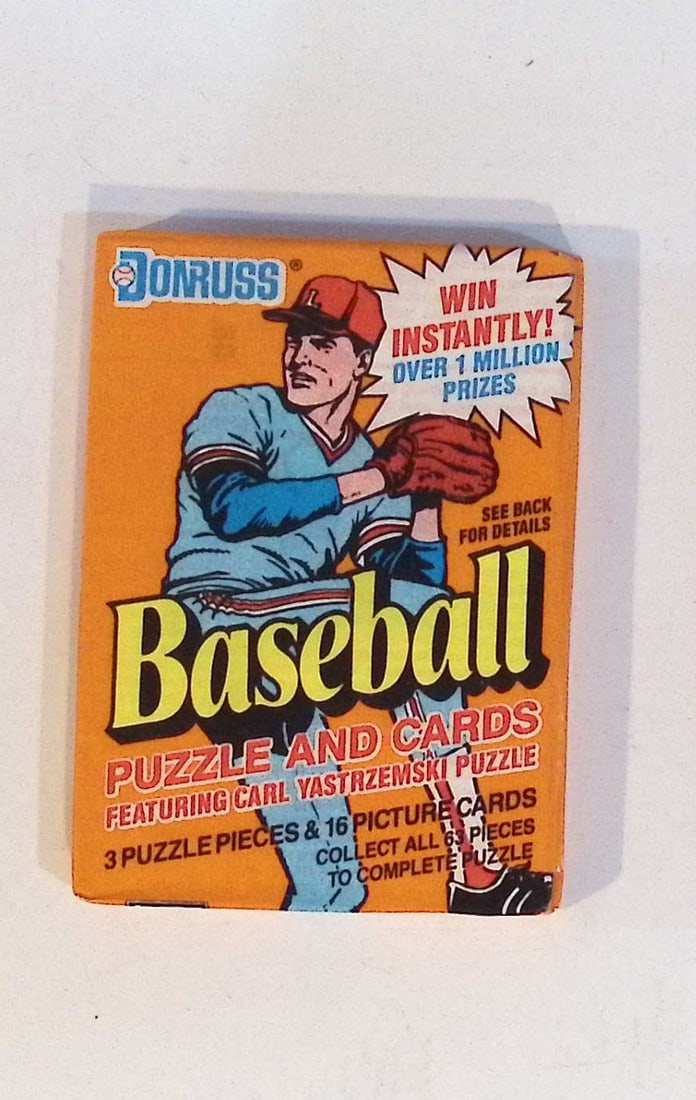 DONRUSS®
WIN
INSTANTLY!
OVER 1 MILLION
PRIZES
L
SEE BACK
FOR DETAILS
Baseball
PUZZLE AND CARDS
FEATURING CARL YASTRZEMSKI PUZZLE
3 PUZZLE PIECES & 16 PICTURE CARDS
COLLECT ALL 63 PIECES
TO COMPLETE PUZZLE